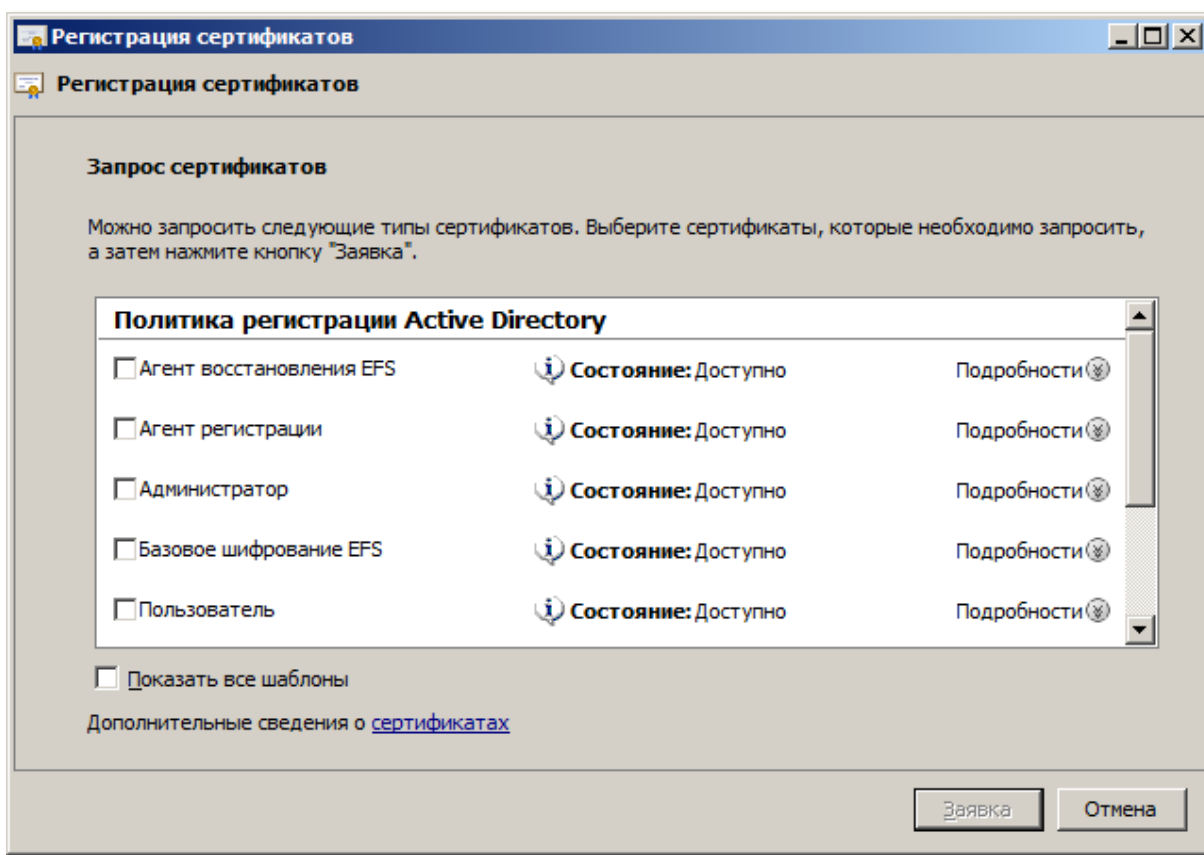 Регистрация сертификатов
Регистрация сертификатов
Запрос сертификатов
Можно запросить следующие типы сертификатов. Выберите сертификаты, которые необходимо запросить,
а затем нажмите кнопку "Заявка".
Политика регистрации Active Directory
Агент восстановления EFS Состояние: Доступно Подробности
Агент регистрации Состояние: Доступно Подробности
Администратор Состояние: Доступно Подробности
Базовое шифрование EFS Состояние: Доступно Подробности
Пользователь Состояние: Доступно Подробности
Показать все шаблоны
Дополнительные сведения о сертификатах
Заявка Отмена